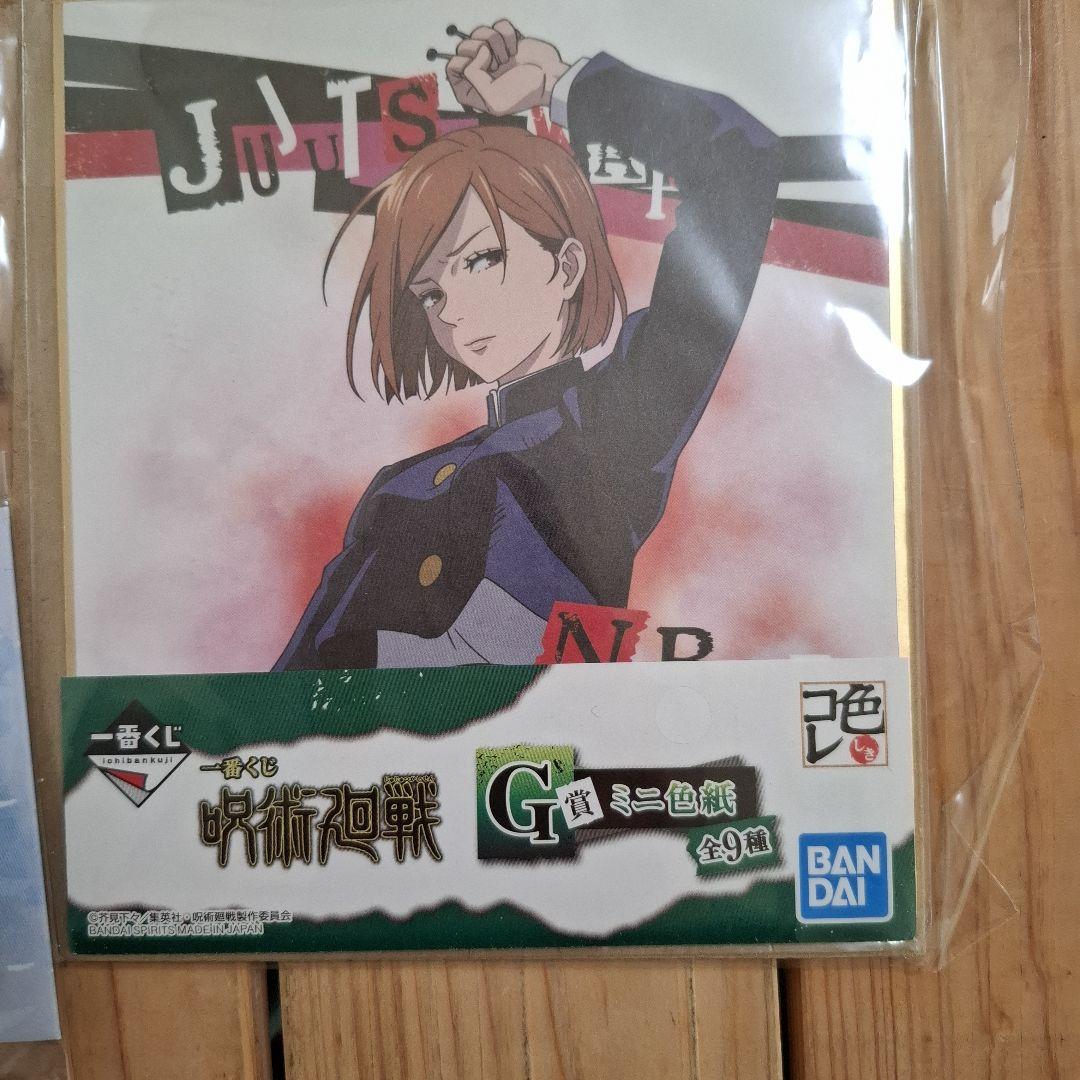 JUJUTS
NB
一番くじ
ichibankuji
一番くじ
じゅじゅつかいせん
呪術廻戦
G賞 ミニ色紙
全9種
色コレ
しき
BAN
DAI
©芥見下々/集英社・呪術廻戦製作委員会
BANDAI SPIRITS MADE IN JAPAN